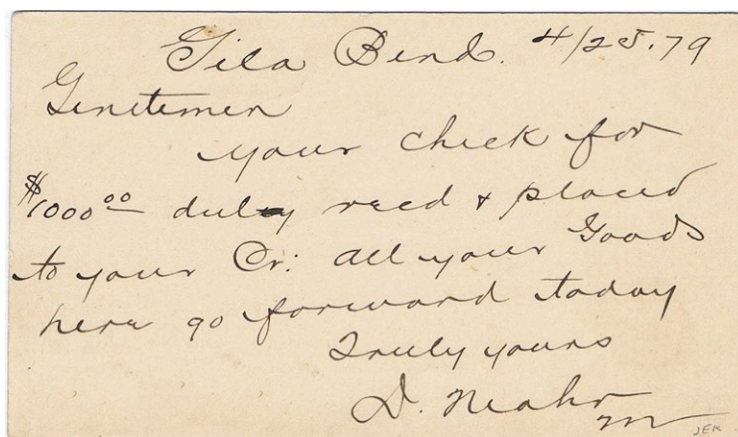 Gila Bend. 4/25.79
Gentlemen
your check for
$1000.00 duly recd & placed
to your Cr: all your Goods
here go forward today
Truly yours
D. Neahr
JEK